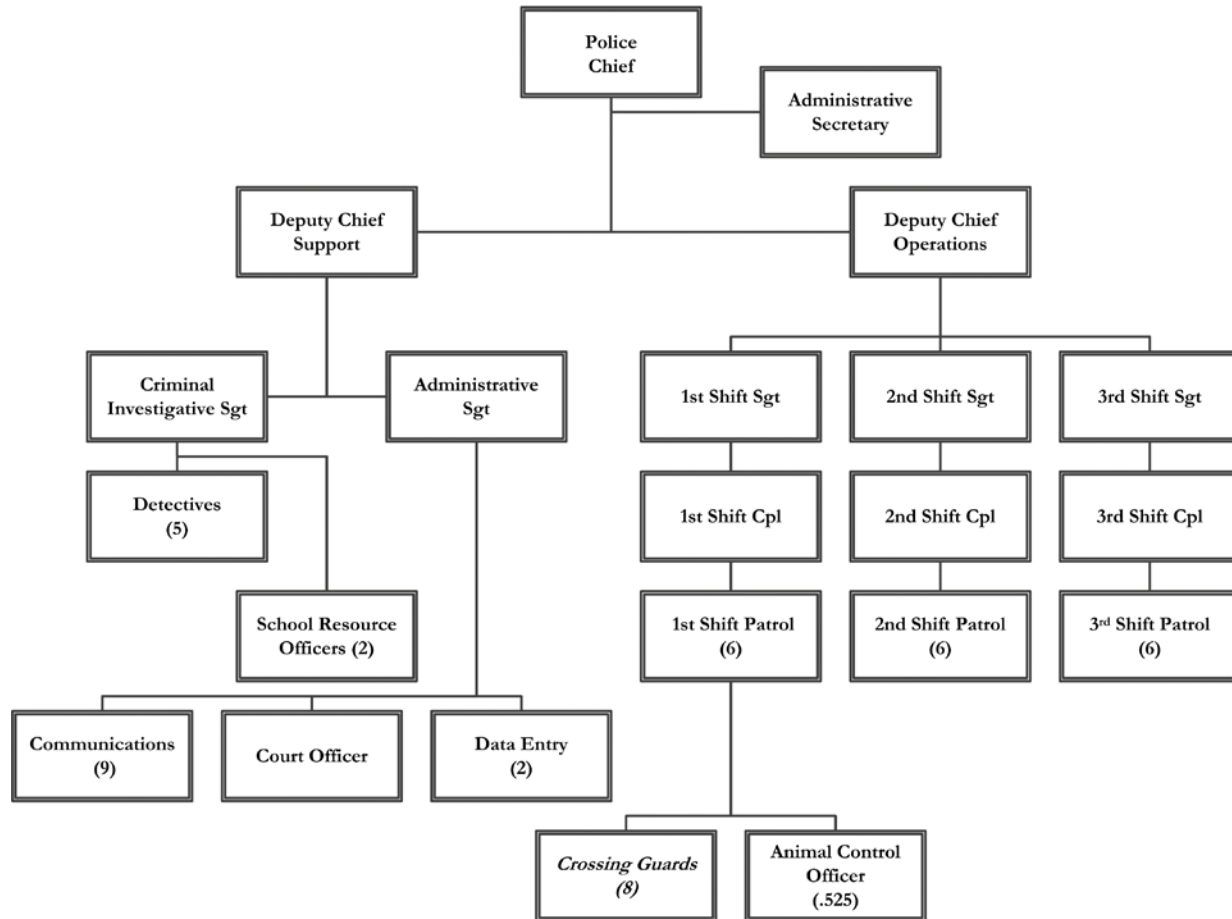 Police
Chief
Administrative
Secretary
Deputy Chief
Support
Deputy Chief
Operations
Criminal
Investigative Sgt
Administrative
Sgt
1st Shift Sgt
2nd Shift Sgt
3rd Shift Sgt
Detectives
(5)
1st Shift Cpl
2nd Shift Cpl
3rd Shift Cpl
School Resource
Officers (2)
1st Shift Patrol
(6)
2nd Shift Patrol
(6)
3rd Shift Patrol
(6)
Communications
(9)
Court Officer
Data Entry
(2)
Crossing Guards
(8)
Animal Control
Officer
(.525)